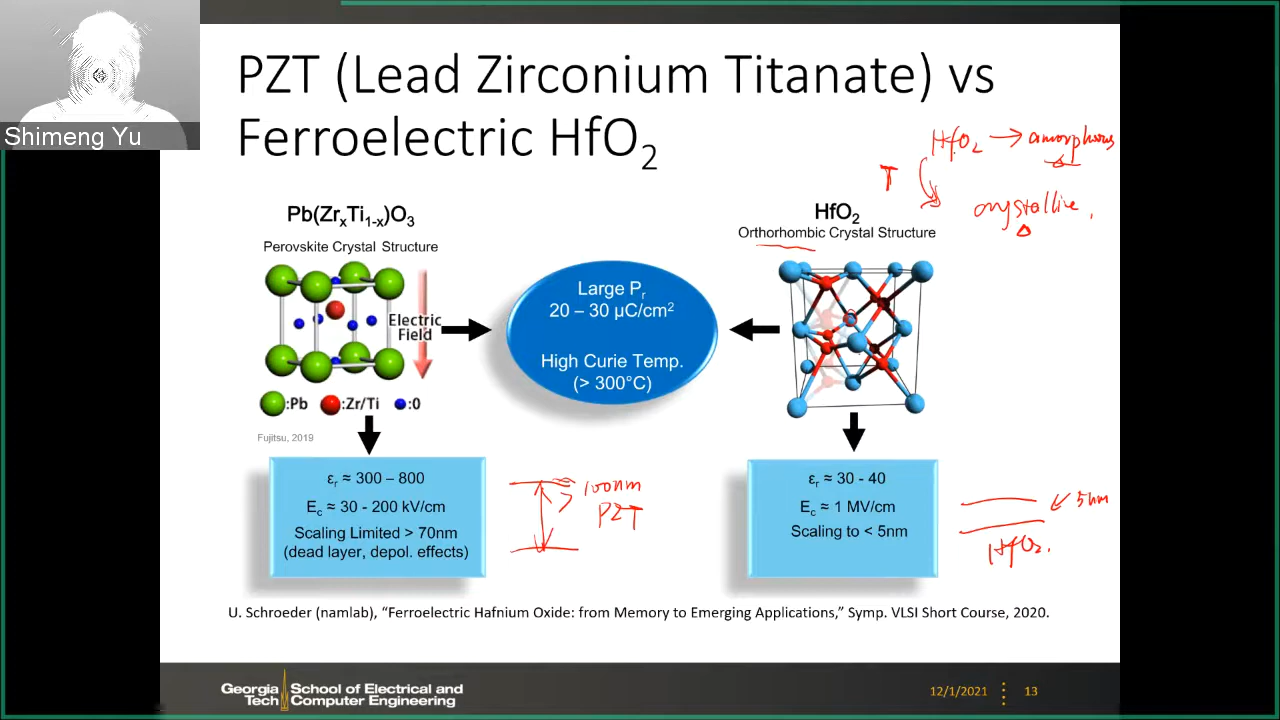 Shimeng Yu
PZT (Lead Zirconium Titanate) vs
Ferroelectric HfO₂
HfO₂ → amorphous
T
crystalline.
Pb(ZrₓTi₁₋ₓ)O₃
Perovskite Crystal Structure
Electric
Field
:Pb :Zr/Ti :O
Fujitsu, 2019
Large Pᵣ
20 – 30 µC/cm²
High Curie Temp.
(> 300°C)
HfO₂
Orthorhombic Crystal Structure
εᵣ ≈ 300 – 800
E꜀ ≈ 30 - 200 kV/cm
Scaling Limited > 70nm
(dead layer, depol. effects)
100nm
PZT
εᵣ ≈ 30 - 40
E꜀ ≈ 1 MV/cm
Scaling to < 5nm
5nm
HfO₂.
U. Schroeder (namlab), “Ferroelectric Hafnium Oxide: from Memory to Emerging Applications,” Symp. VLSI Short Course, 2020.
Georgia Tech
School of Electrical and
Computer Engineering
12/1/2021
13